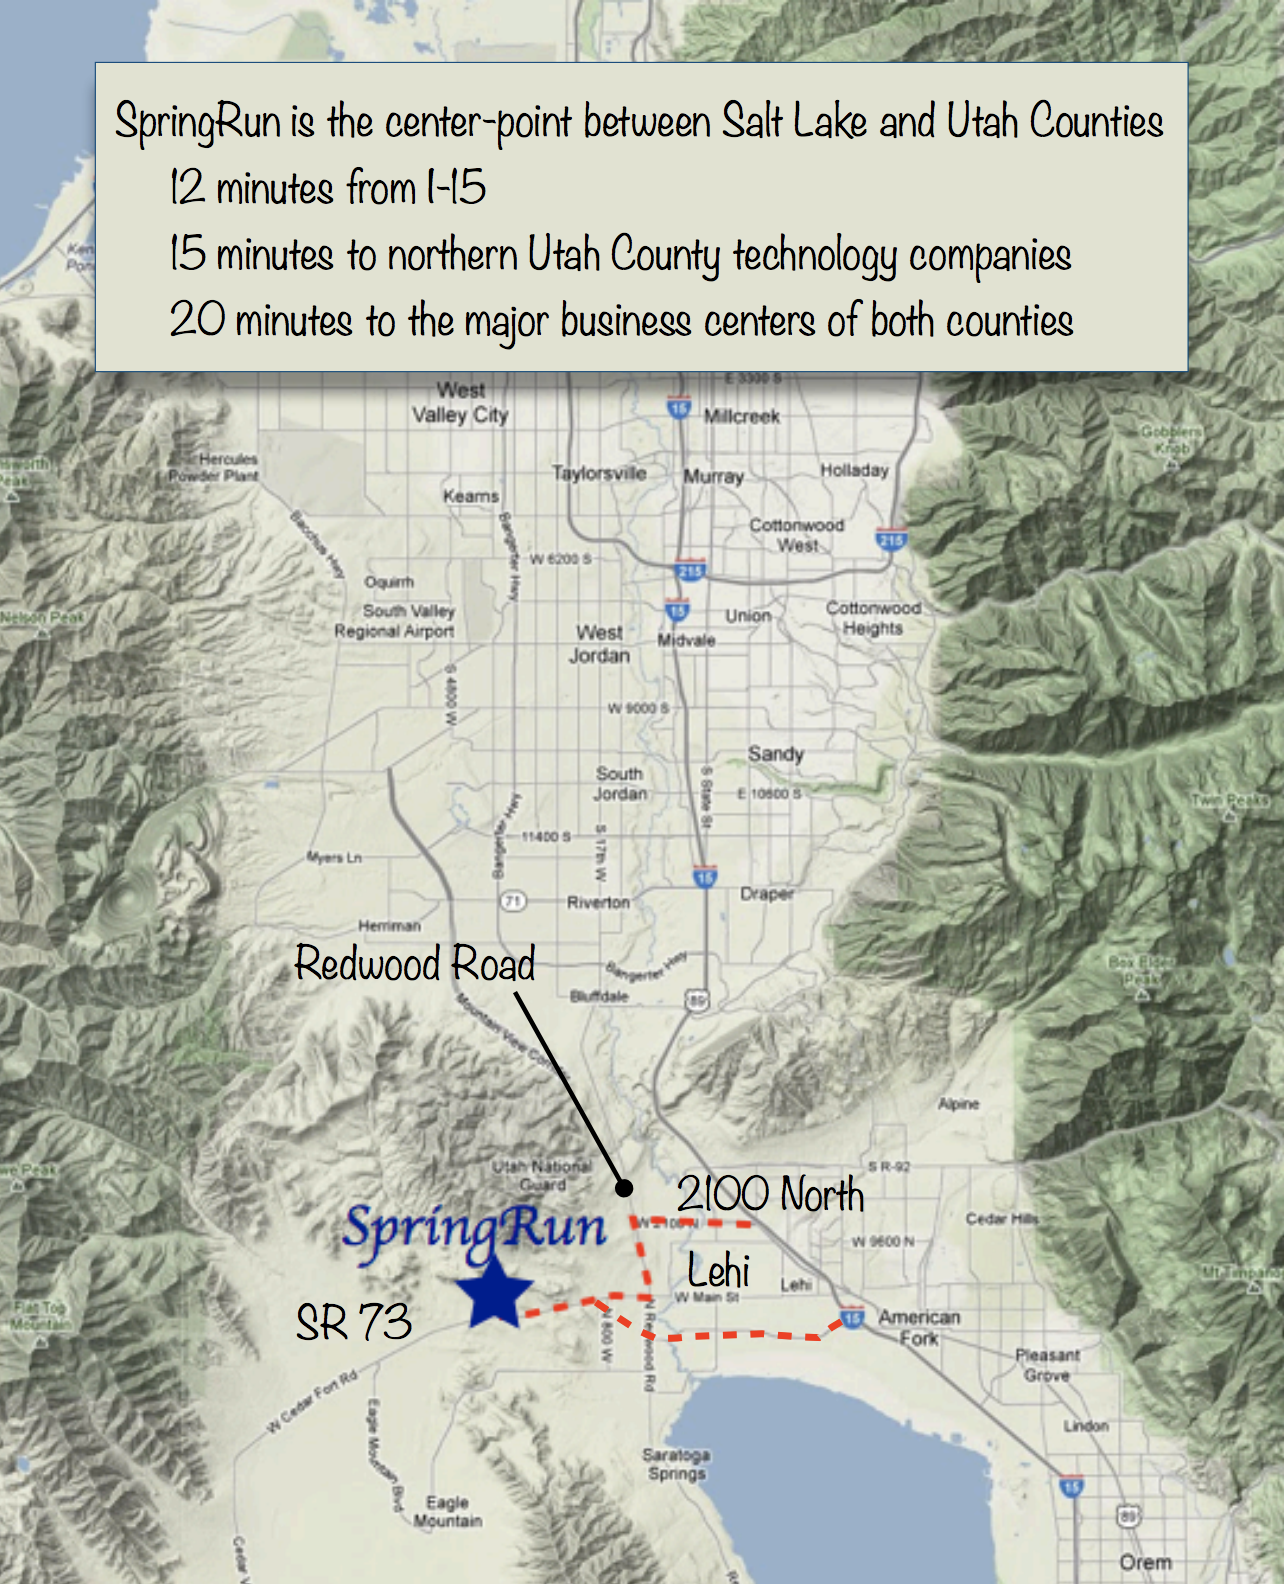 SpringRun is the center-point between Salt Lake and Utah Counties
12 minutes from I-15
15 minutes to northern Utah County technology companies
20 minutes to the major business centers of both counties
E 3300 S
West
Valley City
15
Millcreek
Gobblers
Knob
Hercules
Powder Plant
Taylorsville
Murray
Holladay
Kearns
Bacchus Hwy
Bangerter Hwy
Cottonwood
West
215
W 6200 S
215
Oquirrh
South Valley
Regional Airport
15
Union
Cottonwood
Heights
Nelson Peak
West
Jordan
Midvale
S 4800 W
W 9000 S
Sandy
South
Jordan
S State St
E 10600 S
Twin Peaks
Bangerter Hwy
11400 S
S 17th W
Myers Ln
15
71
Riverton
Draper
Herriman
Redwood Road
Bangerter Hwy
Box Elder
Peak
Bluffdale
89
Mountain View Corridor
Alpine
Utah National
Guard
S R-92
2100 North
SpringRun
W 2100 N
Cedar Hills
W 9600 N
Lehi
Lehi
W Main St
SR 73
Flat Top
Mountain
N 800 W
N Redwood Rd
15
American
Fork
Pleasant
Grove
W Cedar Fort Rd
Eagle Mountain Blvd
Lindon
Saratoga
Springs
15
Eagle
Mountain
89
Orem